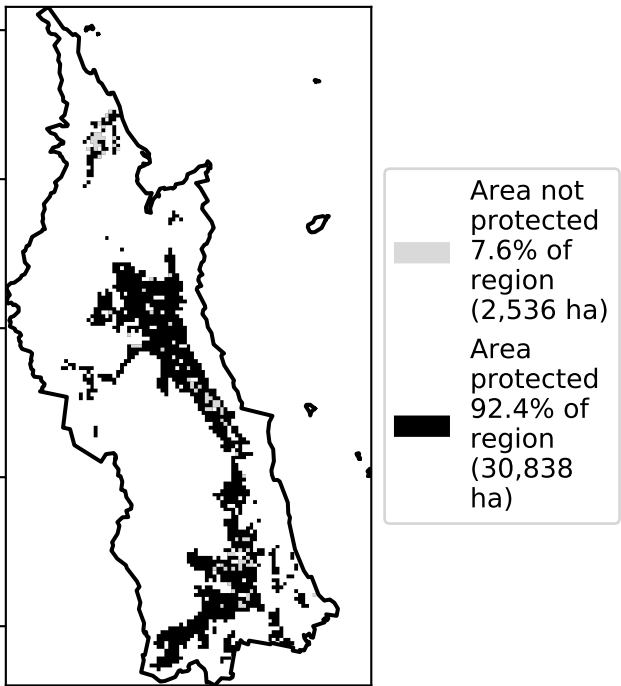 Area not
protected
7.6% of
region
(2,536 ha)
Area
protected
92.4% of
region
(30,838
ha)